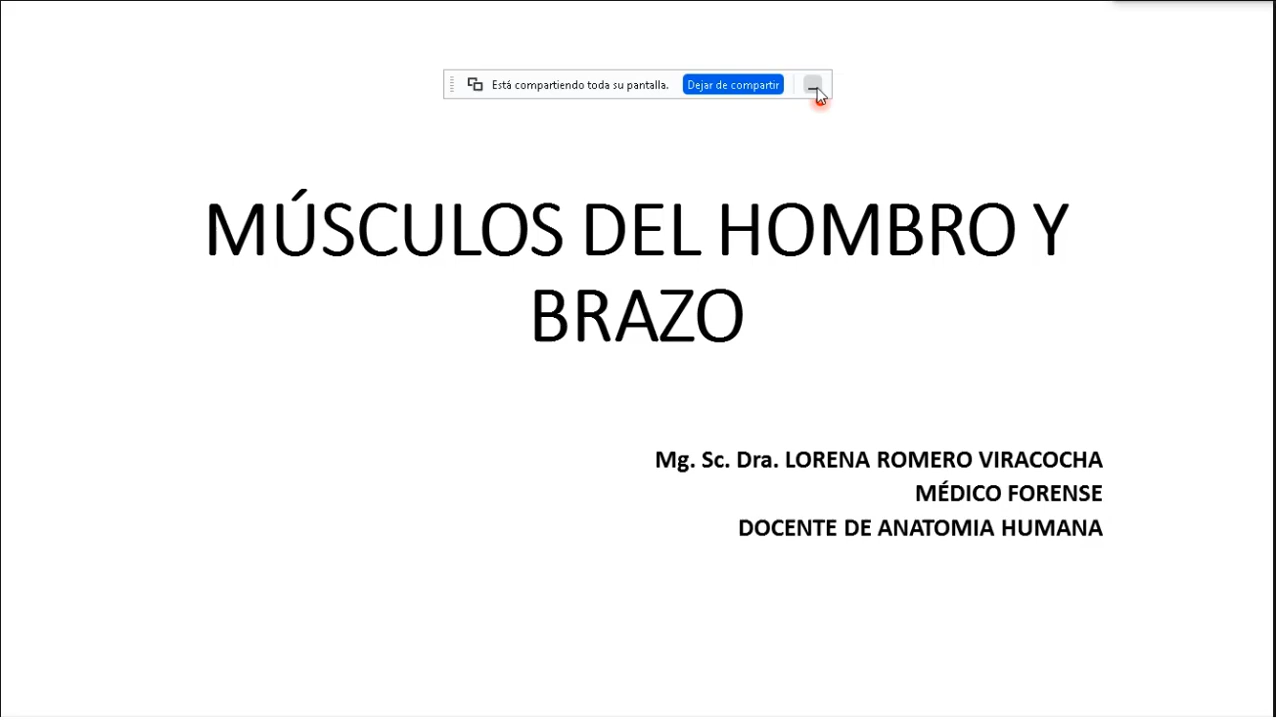 Está compartiendo toda su pantalla. Dejar de compartir
MÚSCULOS DEL HOMBRO Y
BRAZO
Mg. Sc. Dra. LORENA ROMERO VIRACOCHA
MÉDICO FORENSE
DOCENTE DE ANATOMIA HUMANA